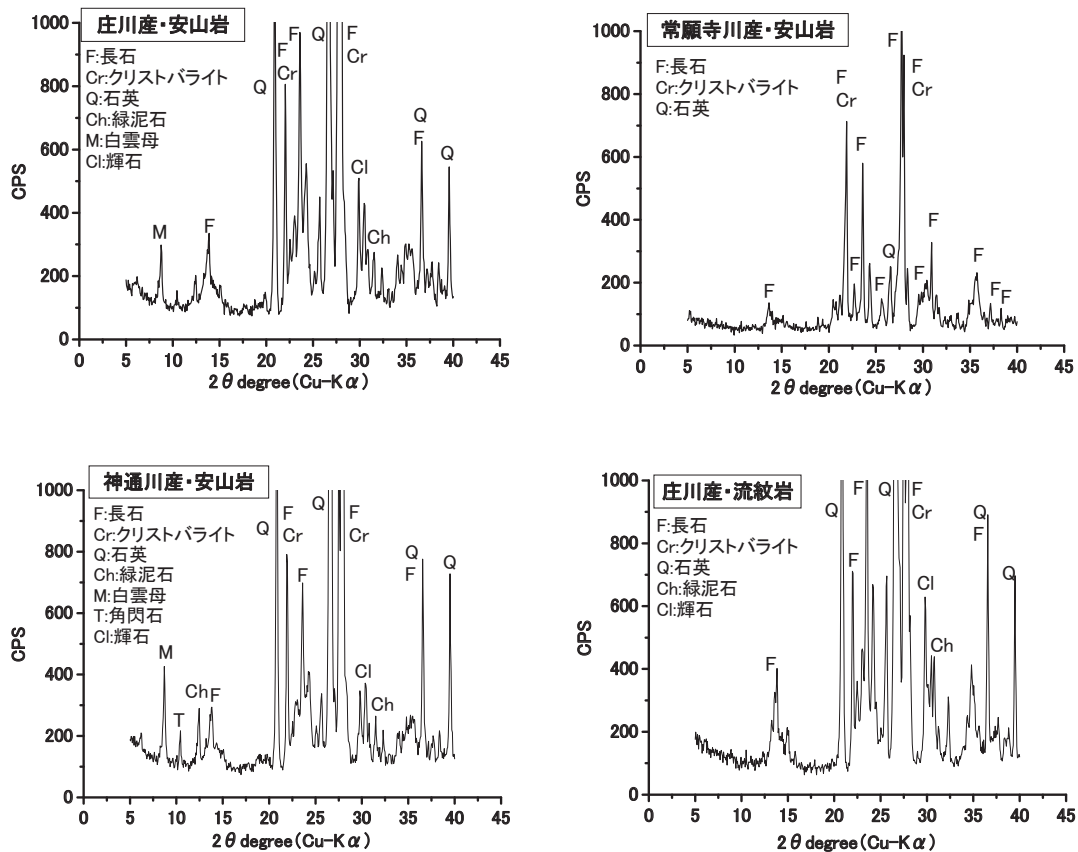 庄川産・安山岩
F:長石
Cr:クリストバライト
Q:石英
Ch:緑泥石
M:白雲母
Cl:輝石
1000
800
600
400
200
0
CPS
M
F
Q
F
Cr
F
Q
F
Cr
Cl
Ch
Q
F
Q
0 5 10 15 20 25 30 35 40 45
2θ degree(Cu-Kα)
常願寺川産・安山岩
F:長石
Cr:クリストバライト
Q:石英
1000
800
600
400
200
0
CPS
F
F
Cr
F
F
F
Q
F
F
Cr
F
F
F
F
F
0 5 10 15 20 25 30 35 40 45
2θ degree(Cu-Kα)
神通川産・安山岩
F:長石
Cr:クリストバライト
Q:石英
Ch:緑泥石
M:白雲母
T:角閃石
Cl:輝石
1000
800
600
400
200
0
CPS
M
T
Ch
F
Q
F
Cr
F
Q
F
Cr
Cl
Ch
Q
F
Q
0 5 10 15 20 25 30 35 40 45
2θ degree(Cu-Kα)
庄川産・流紋岩
F:長石
Cr:クリストバライト
Q:石英
Ch:緑泥石
Cl:輝石
1000
800
600
400
200
0
CPS
F
Q
F
F
Q
F
Cr
Cl
Ch
Q
F
Q
0 5 10 15 20 25 30 35 40 45
2θ degree(Cu-Kα)